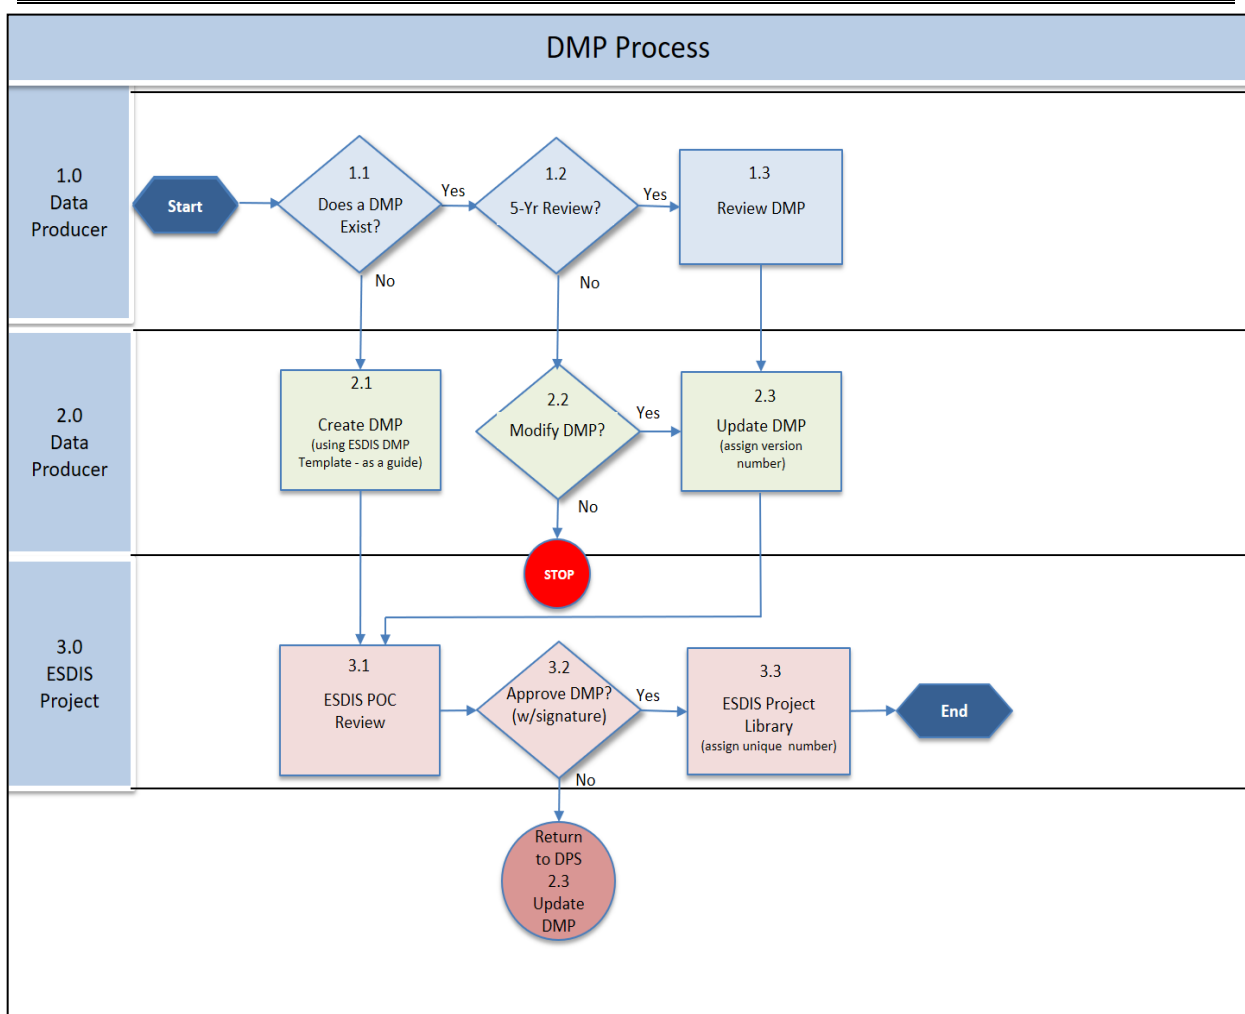 DMP Process
1.0
Data
Producer
Start
1.1
Does a DMP
Exist?
Yes
No
1.2
5-Yr Review?
Yes
No
1.3
Review DMP
2.0
Data
Producer
2.1
Create DMP
(using ESDIS DMP
Template - as a guide)
2.2
Modify DMP?
Yes
No
STOP
2.3
Update DMP
(assign version
number)
3.0
ESDIS
Project
3.1
ESDIS POC
Review
3.2
Approve DMP?
(w/signature)
Yes
No
3.3
ESDIS Project
Library
(assign unique number)
End
Return
to DPS
2.3
Update
DMP